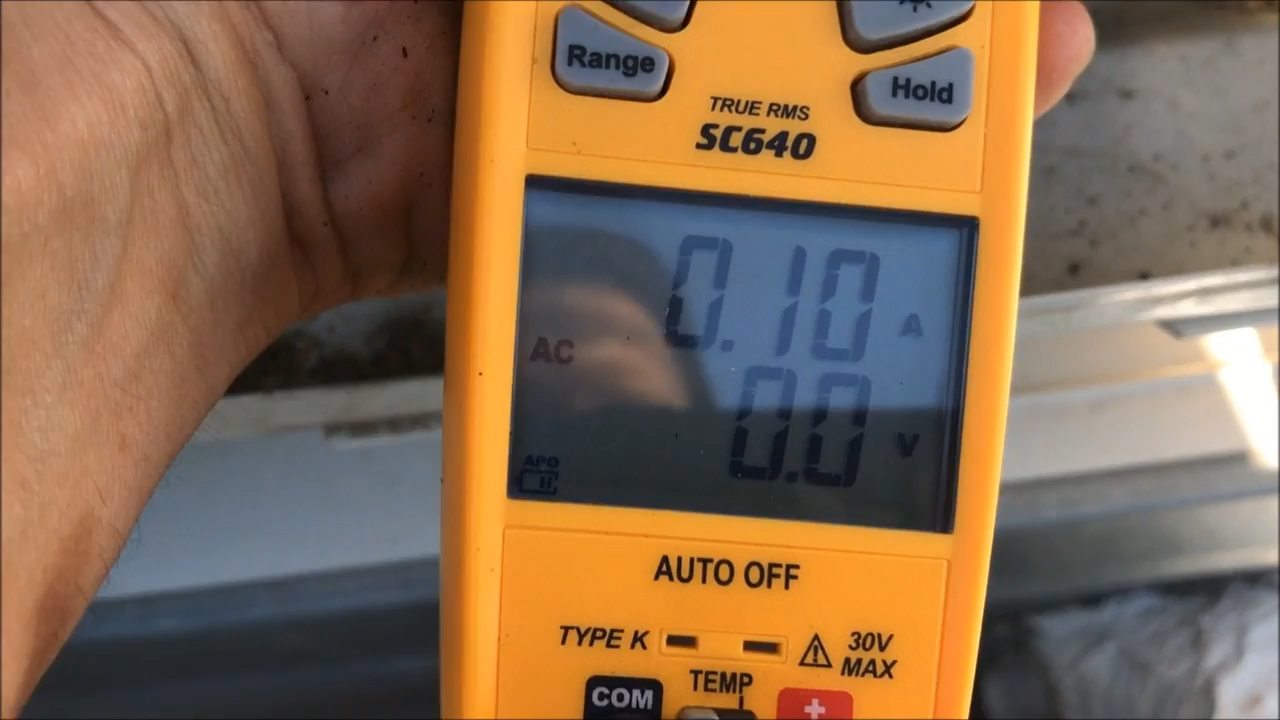 Range
Hold
TRUE RMS
SC640
0.10 A
AC
0.0 V
APO
AUTO OFF
TYPE K
30V
MAX
TEMP
COM
+